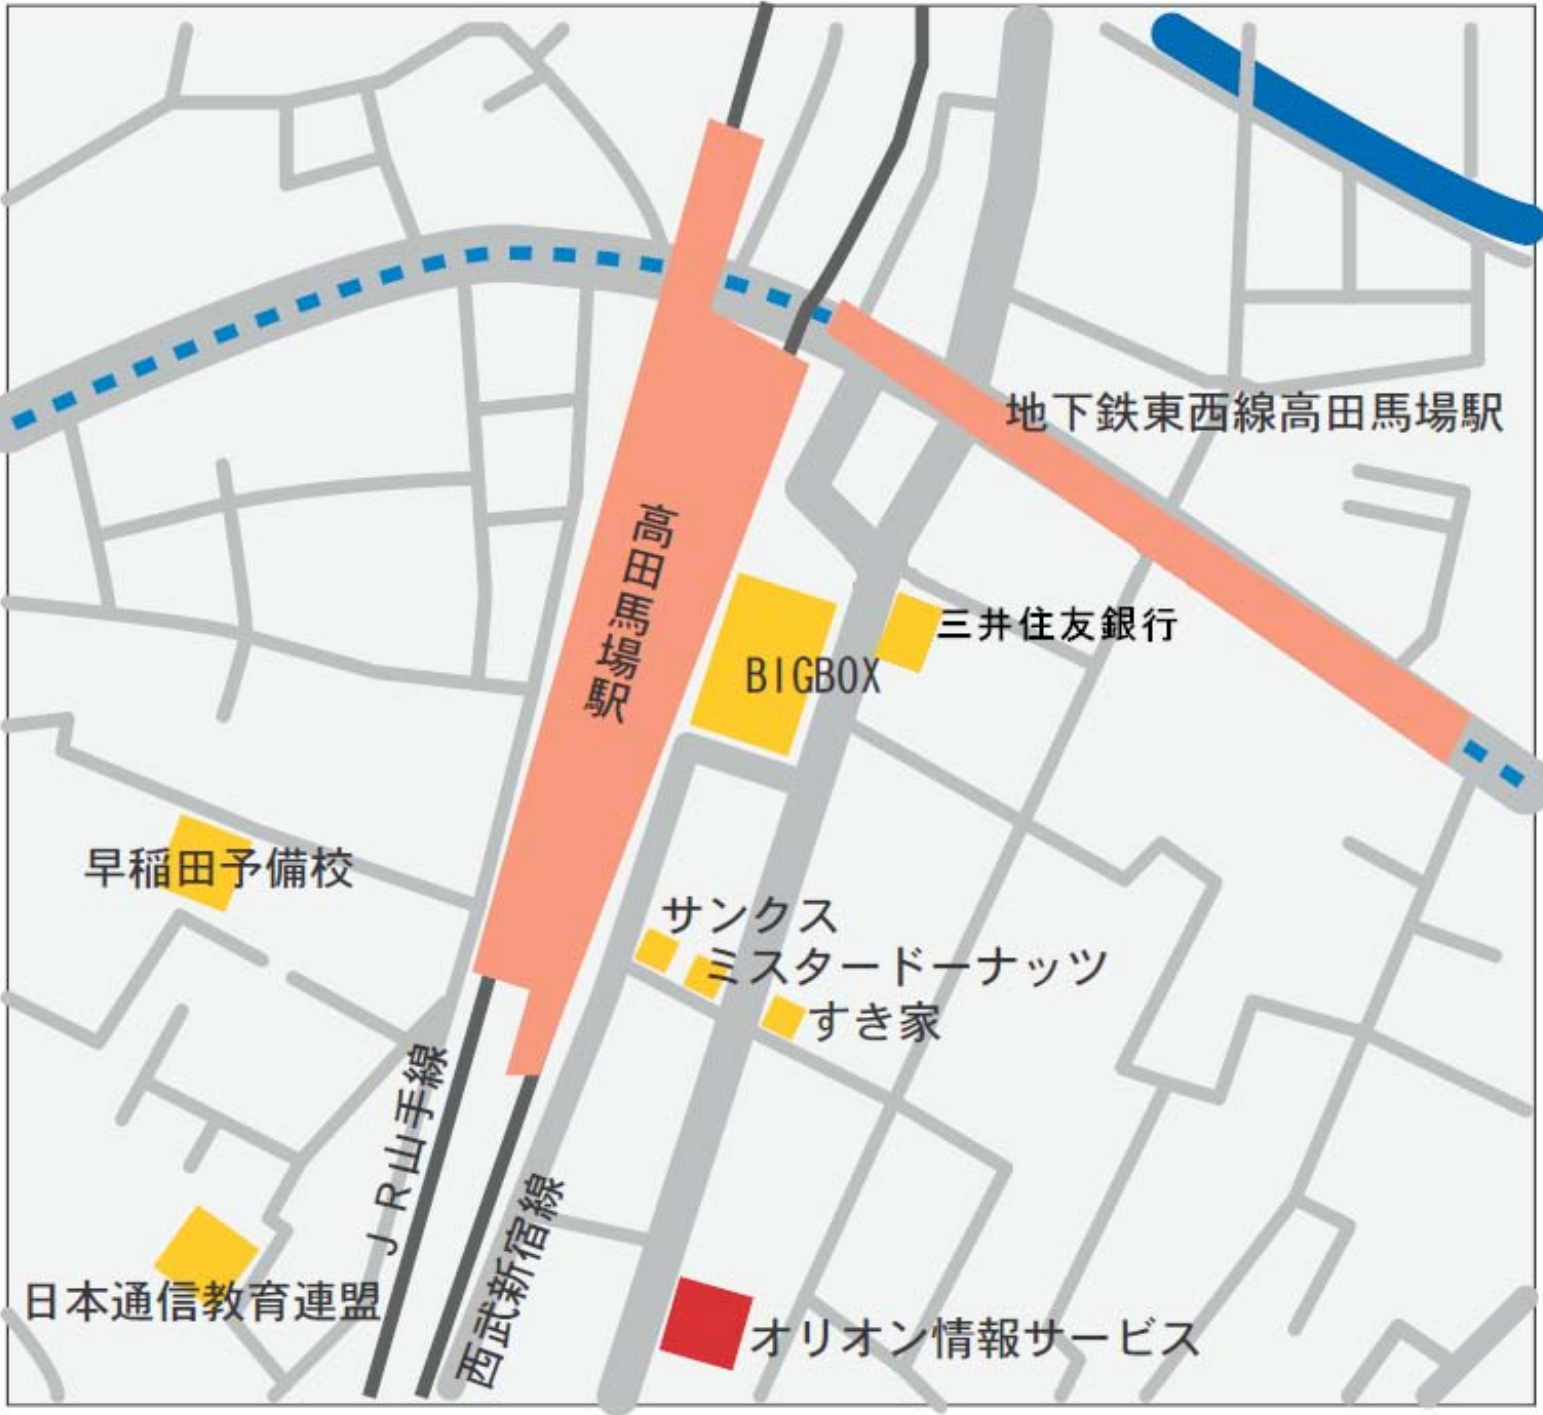 地下鉄東西線高田馬場駅
高田馬場駅
三井住友銀行
BIGBOX
早稲田予備校
サンクス
ミスタードーナッツ
すき家
JR山手線
西武新宿線
日本通信教育連盟
オリオン情報サービス